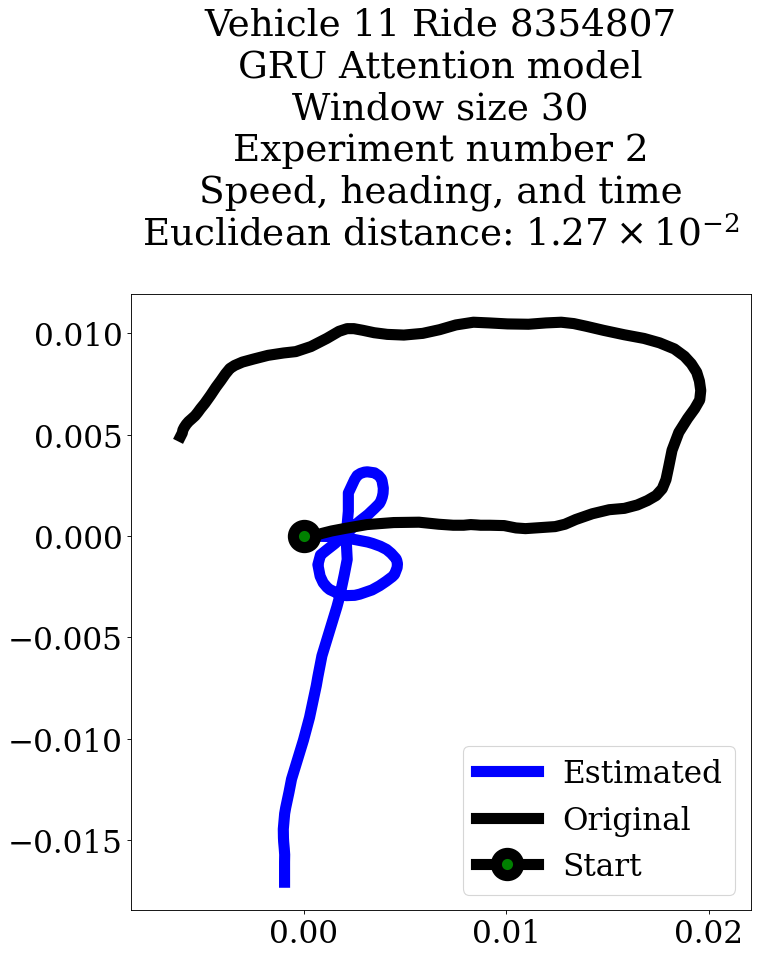 Vehicle 11 Ride 8354807
GRU Attention model
Window size 30
Experiment number 2
Speed, heading, and time
Euclidean distance: 1.27 × 10⁻²
0.010
0.005
0.000
−0.005
−0.010
−0.015
0.00 0.01 0.02
Estimated
Original
Start